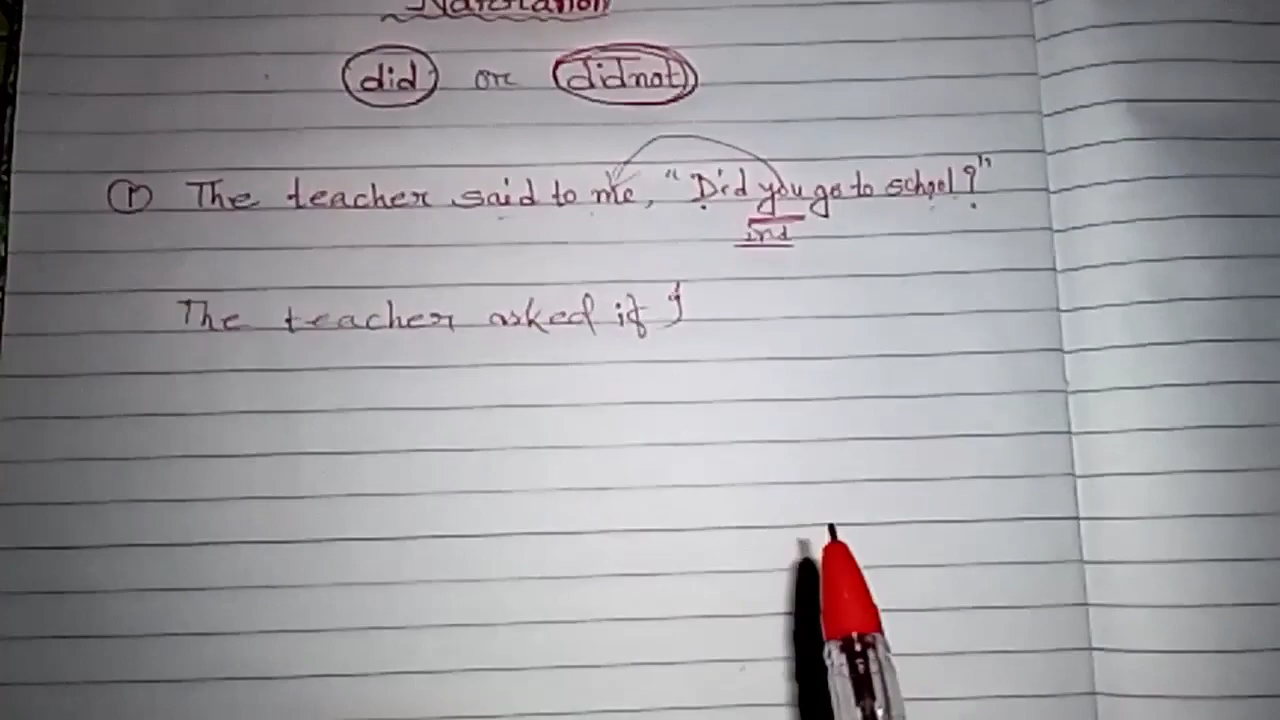 Narration
did or didnot
① The teacher said to me, "Did you go to school?"
2nd
The teacher asked if I